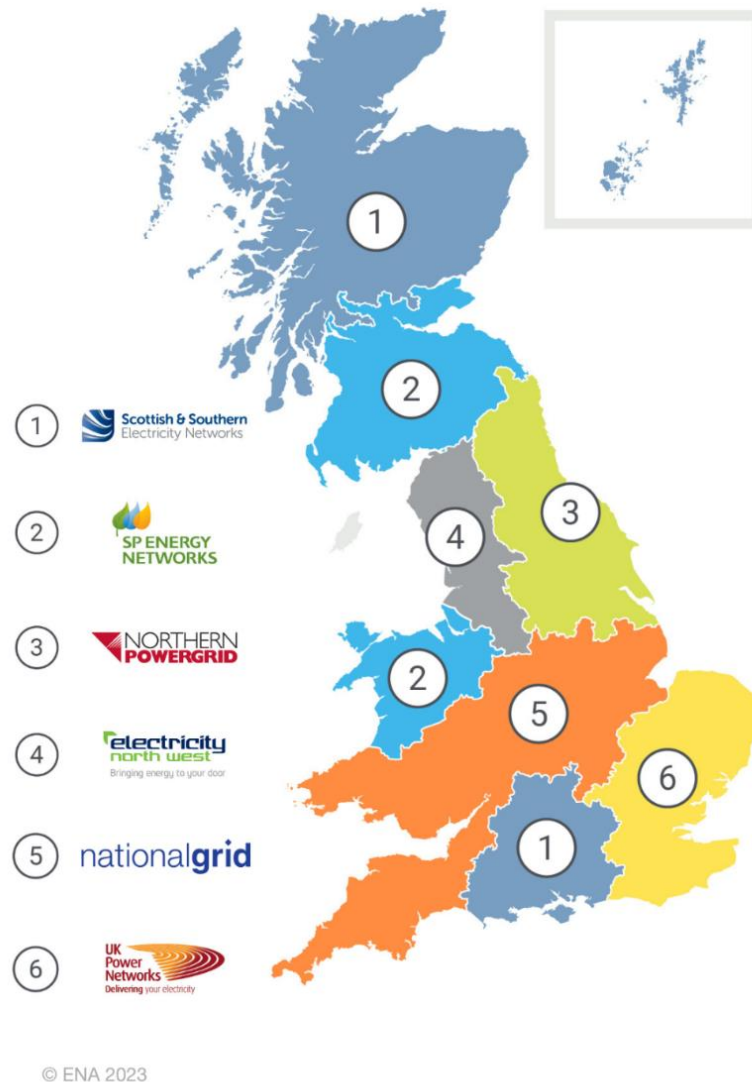 1
2
3
4
2
5
6
1
1 Scottish & Southern
Electricity Networks
2 SP ENERGY
NETWORKS
3 NORTHERN
POWERGRID
4 electricity
north west
Bringing energy to your door
5 nationalgrid
6 UK
Power
Networks
Delivering your electricity
© ENA 2023